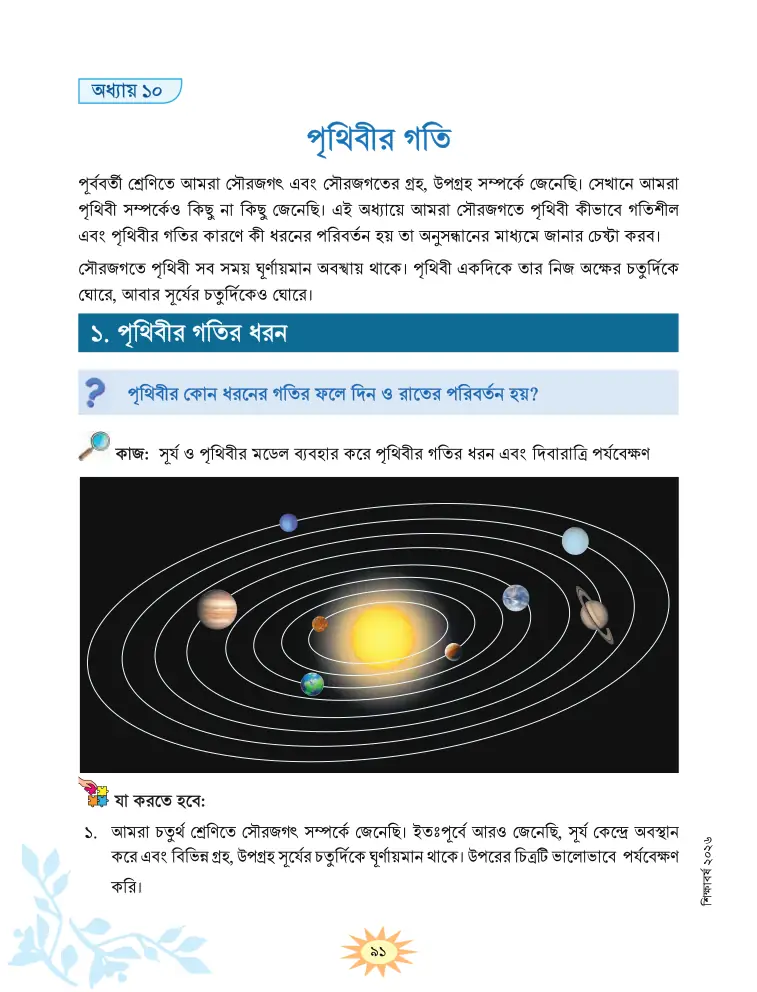 অধ্যায় ১০
পৃথিবীর গতি
পূর্ববর্তী শ্রেণিতে আমরা সৌরজগৎ এবং সৌরজগতের গ্রহ, উপগ্রহ সম্পর্কে জেনেছি। সেখানে আমরা
পৃথিবী সম্পর্কেও কিছু না কিছু জেনেছি। এই অধ্যায়ে আমরা সৌরজগতে পৃথিবী কীভাবে গতিশীল
এবং পৃথিবীর গতির কারণে কী ধরনের পরিবর্তন হয় তা অনুসন্ধানের মাধ্যমে জানার চেষ্টা করব।
সৌরজগতে পৃথিবী সব সময় ঘূর্ণায়মান অবস্থায় থাকে। পৃথিবী একদিকে তার নিজ অক্ষের চতুর্দিকে
ঘোরে, আবার সূর্যের চতুর্দিকেও ঘোরে।
১. পৃথিবীর গতির ধরন
? পৃথিবীর কোন ধরনের গতির ফলে দিন ও রাতের পরিবর্তন হয়?
কাজ: সূর্য ও পৃথিবীর মডেল ব্যবহার করে পৃথিবীর গতির ধরন এবং দিবারাত্রি পর্যবেক্ষণ
যা করতে হবে:
১. আমরা চতুর্থ শ্রেণিতে সৌরজগৎ সম্পর্কে জেনেছি। ইতঃপূর্বে আরও জেনেছি, সূর্য কেন্দ্রে অবস্থান
করে এবং বিভিন্ন গ্রহ, উপগ্রহ সূর্যের চতুর্দিকে ঘূর্ণায়মান থাকে। উপরের চিত্রটি ভালোভাবে পর্যবেক্ষণ
করি।
শিক্ষাবর্ষ ২০২৬
৯১